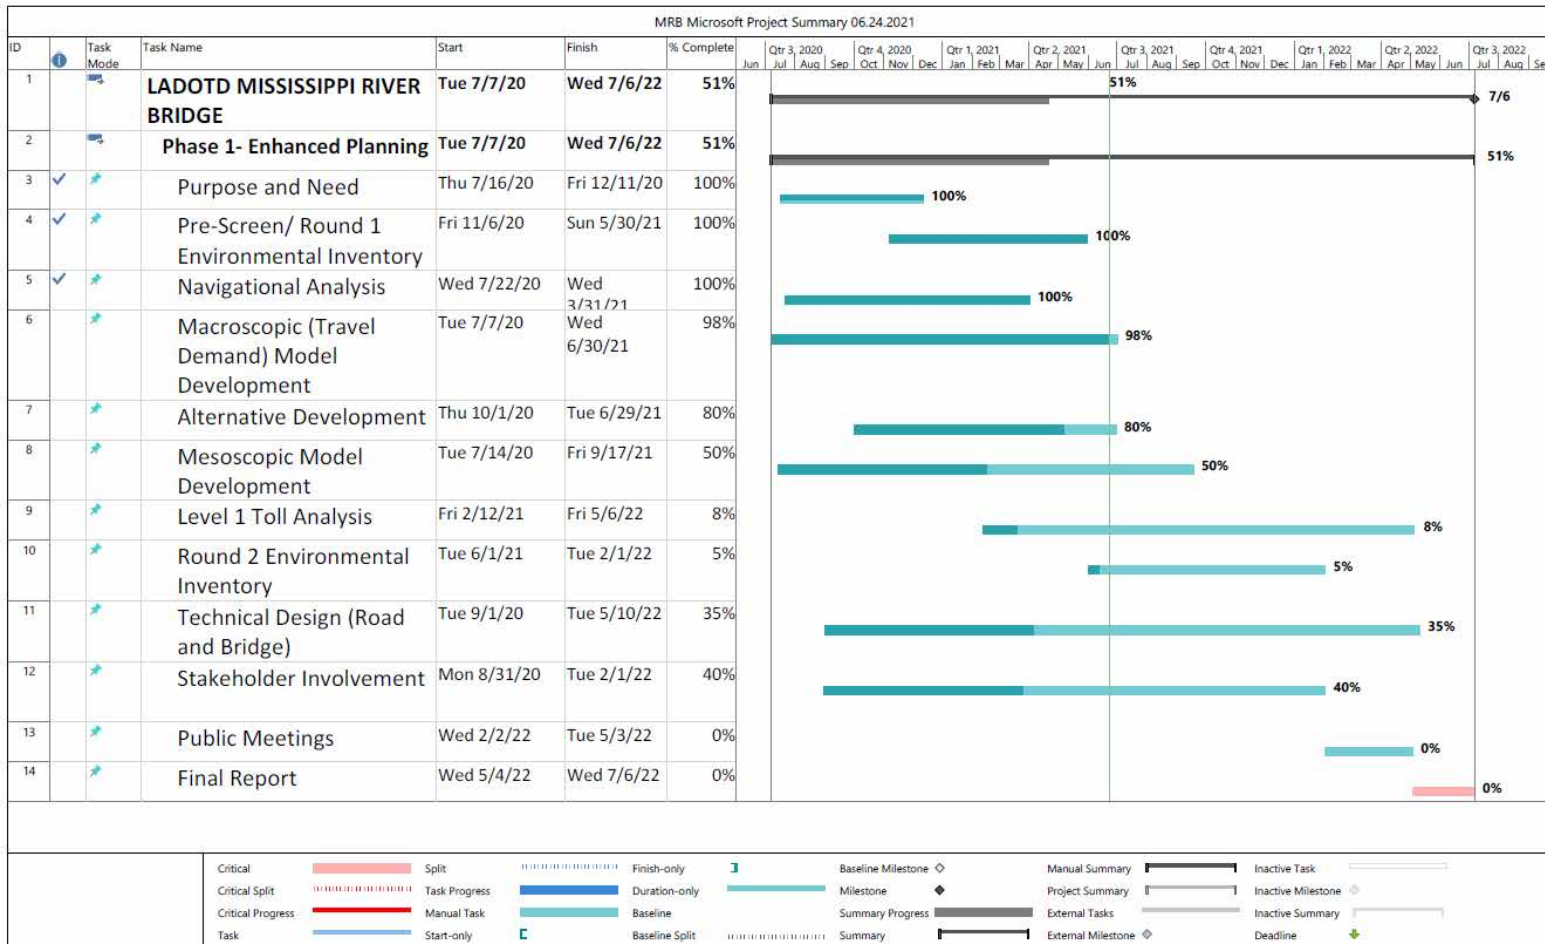 MRB Microsoft Project Summary 06.24.2021
ID Task Mode Task Name Start Finish % Complete
Qtr 3, 2020 Qtr 4, 2020 Qtr 1, 2021 Qtr 2, 2021 Qtr 3, 2021 Qtr 4, 2021 Qtr 1, 2022 Qtr 2, 2022 Qtr 3, 2022
Jun Jul Aug Sep Oct Nov Dec Jan Feb Mar Apr May Jun Jul Aug Sep Oct Nov Dec Jan Feb Mar Apr May Jun Jul Aug Se
1 LADOTD MISSISSIPPI RIVER Tue 7/7/20 Wed 7/6/22 51% 51%
BRIDGE 7/6
2 Phase 1- Enhanced Planning Tue 7/7/20 Wed 7/6/22 51% 51%
3 Purpose and Need Thu 7/16/20 Fri 12/11/20 100% 100%
4 Pre-Screen/ Round 1 Fri 11/6/20 Sun 5/30/21 100% 100%
Environmental Inventory
5 Navigational Analysis Wed 7/22/20 Wed 100% 100%
3/31/21
6 Macroscopic (Travel Tue 7/7/20 Wed 98% 98%
Demand) Model 6/30/21
Development
7 Alternative Development Thu 10/1/20 Tue 6/29/21 80% 80%
8 Mesoscopic Model Tue 7/14/20 Fri 9/17/21 50% 50%
Development
9 Level 1 Toll Analysis Fri 2/12/21 Fri 5/6/22 8% 8%
10 Round 2 Environmental Tue 6/1/21 Tue 2/1/22 5% 5%
Inventory
11 Technical Design (Road Tue 9/1/20 Tue 5/10/22 35% 35%
and Bridge)
12 Stakeholder Involvement Mon 8/31/20 Tue 2/1/22 40% 40%
13 Public Meetings Wed 2/2/22 Tue 5/3/22 0% 0%
14 Final Report Wed 5/4/22 Wed 7/6/22 0% 0%
Critical Split Finish-only Baseline Milestone Manual Summary Inactive Task
Critical Split Task Progress Duration-only Milestone Project Summary Inactive Milestone
Critical Progress Manual Task Baseline Summary Progress External Tasks Inactive Summary
Task Start-only Baseline Split Summary External Milestone Deadline